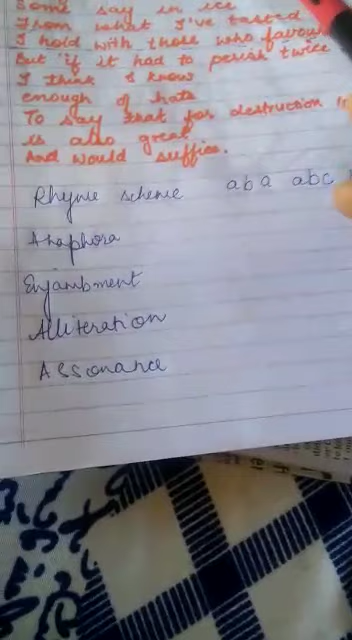 Some say in ice
From what I've tasted
I hold with those who favour
But if it had to perish twice
I think I know
enough of hate
To say that for destruction
is also great
And would suffice.
Rhyme scheme aba abc
Anaphora
Enjambment
Alliteration
Assonance